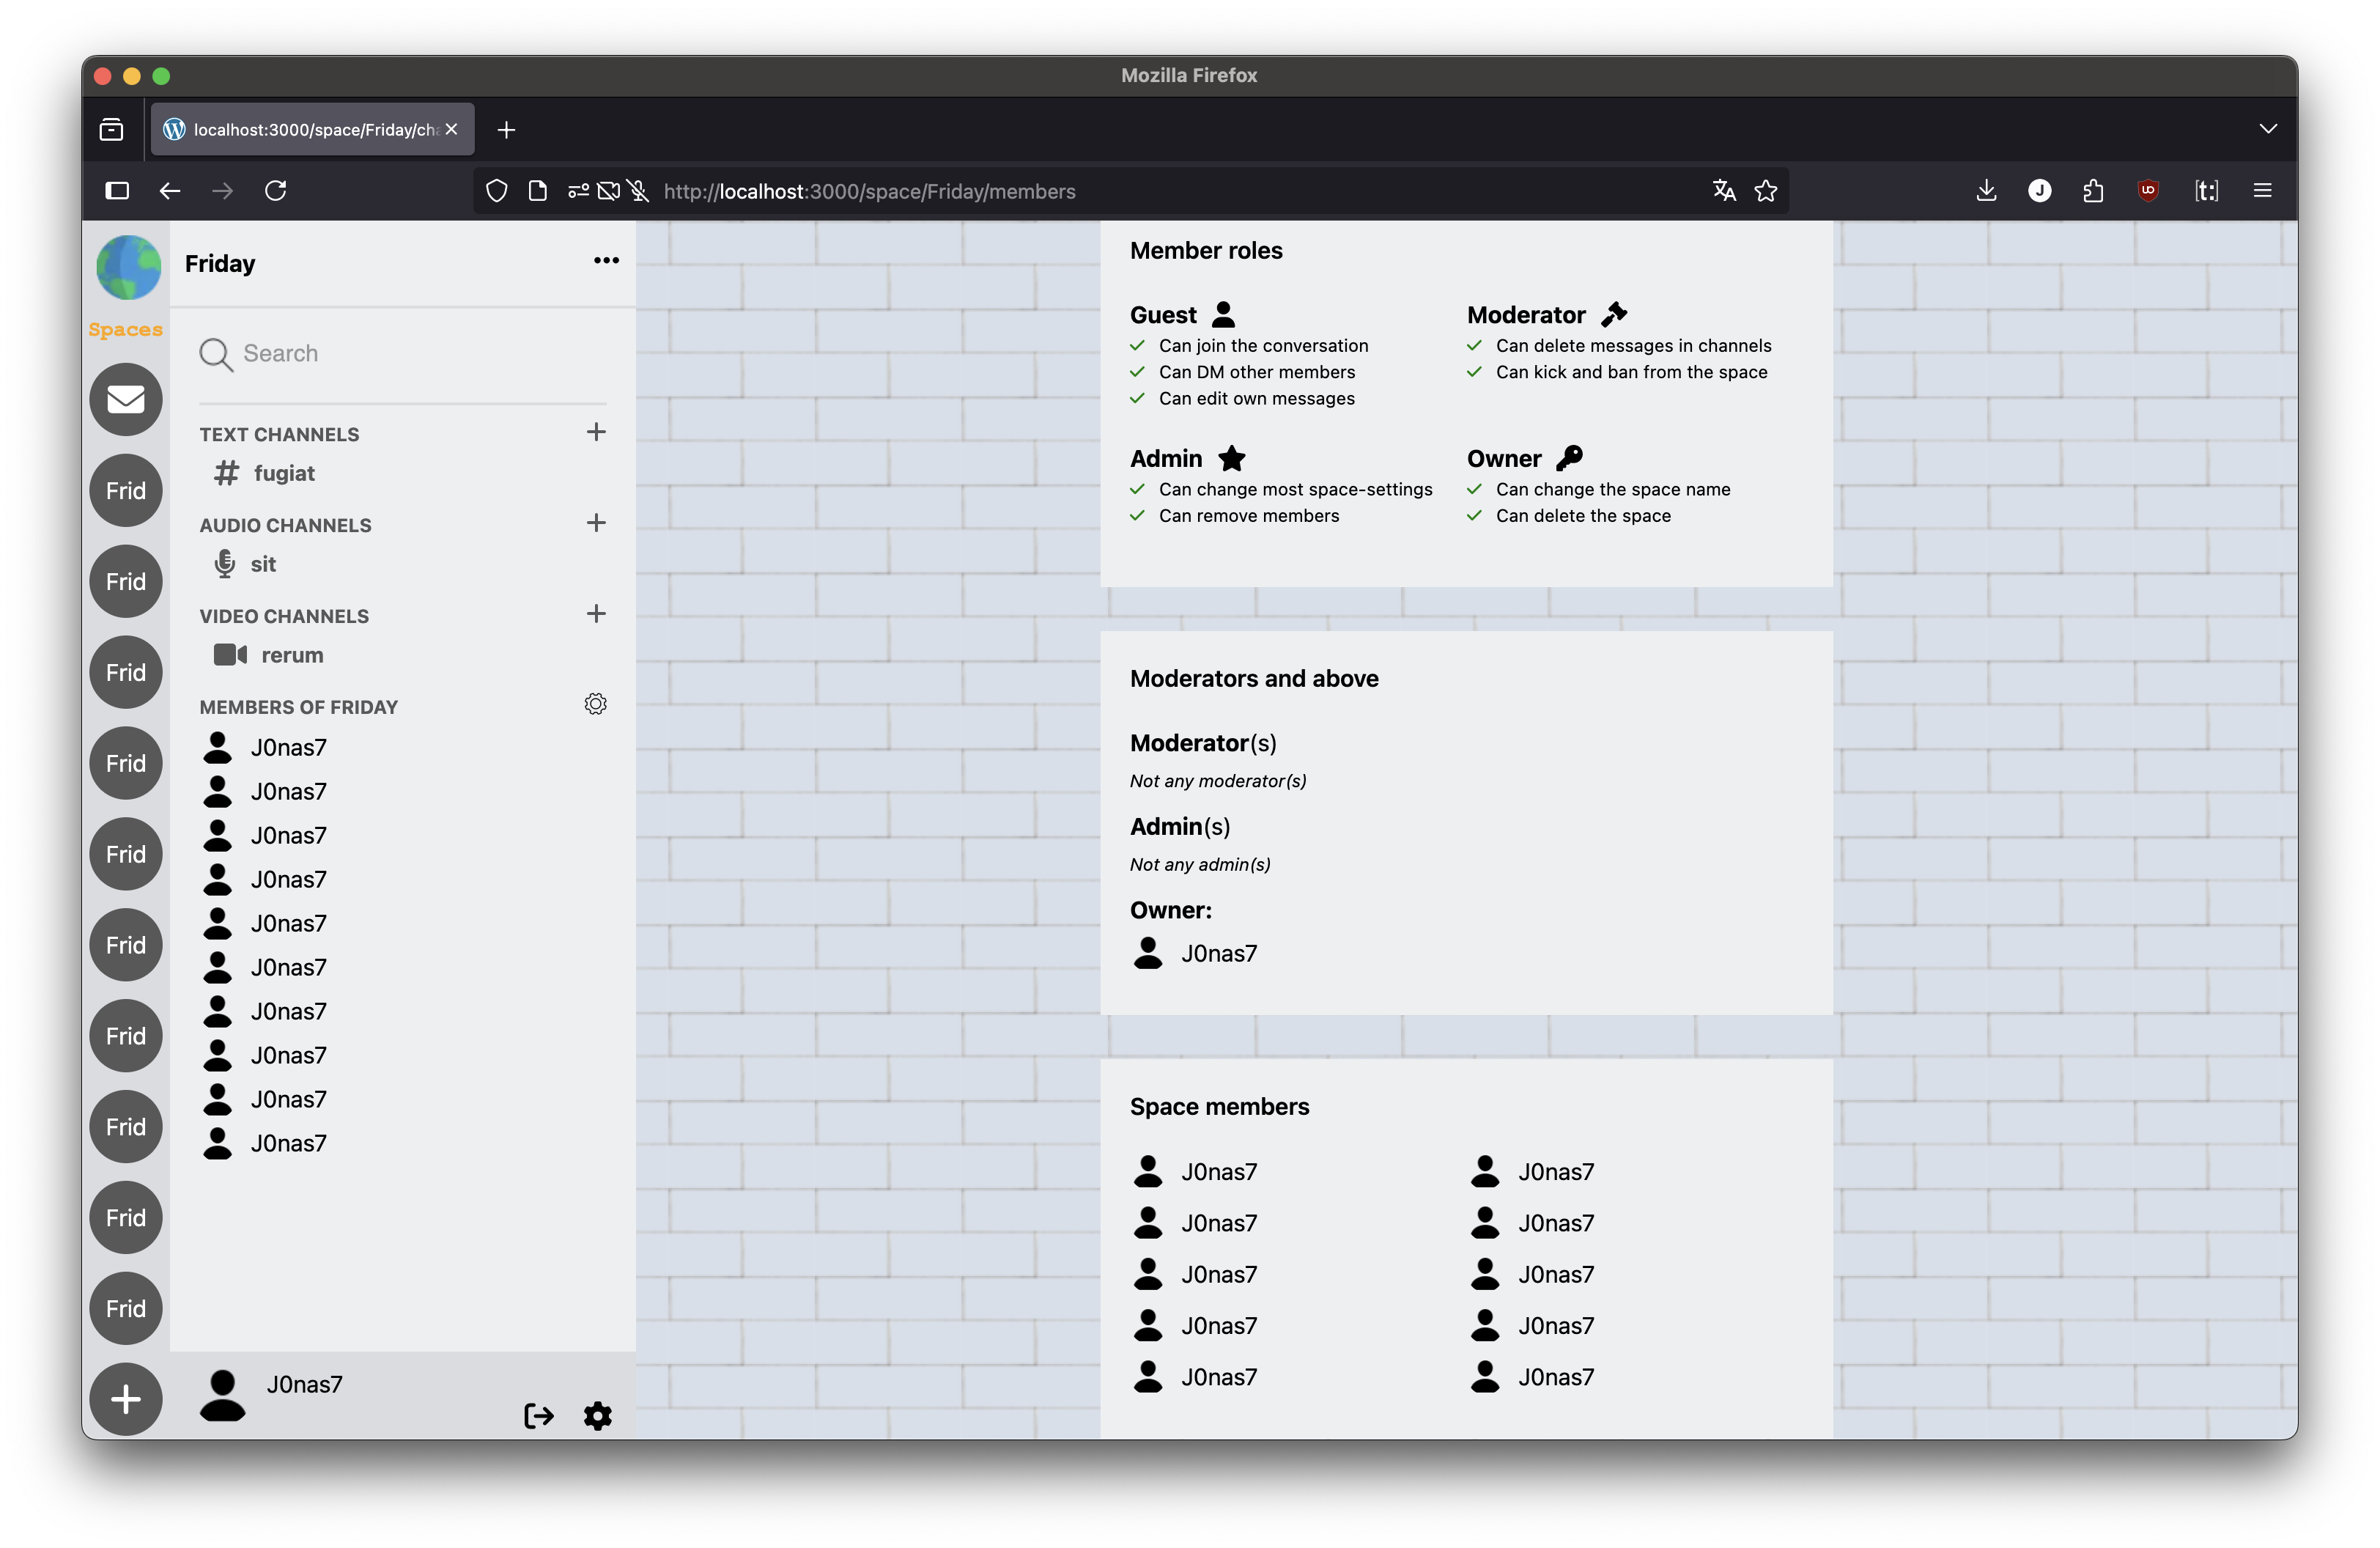 Mozilla Firefox
localhost:3000/space/Friday/cha
http://localhost:3000/space/Friday/members
Spaces
Frid
Frid
Frid
Frid
Frid
Frid
Frid
Frid
Frid
Frid
Friday
Search
TEXT CHANNELS
# fugiat
AUDIO CHANNELS
sit
VIDEO CHANNELS
rerum
MEMBERS OF FRIDAY
J0nas7
J0nas7
J0nas7
J0nas7
J0nas7
J0nas7
J0nas7
J0nas7
J0nas7
J0nas7
J0nas7
Member roles
Guest
Can join the conversation
Can DM other members
Can edit own messages
Moderator
Can delete messages in channels
Can kick and ban from the space
Admin
Can change most space-settings
Can remove members
Owner
Can change the space name
Can delete the space
Moderators and above
Moderator(s)
Not any moderator(s)
Admin(s)
Not any admin(s)
Owner:
J0nas7
Space members
J0nas7 J0nas7
J0nas7 J0nas7
J0nas7 J0nas7
J0nas7 J0nas7
J0nas7 J0nas7